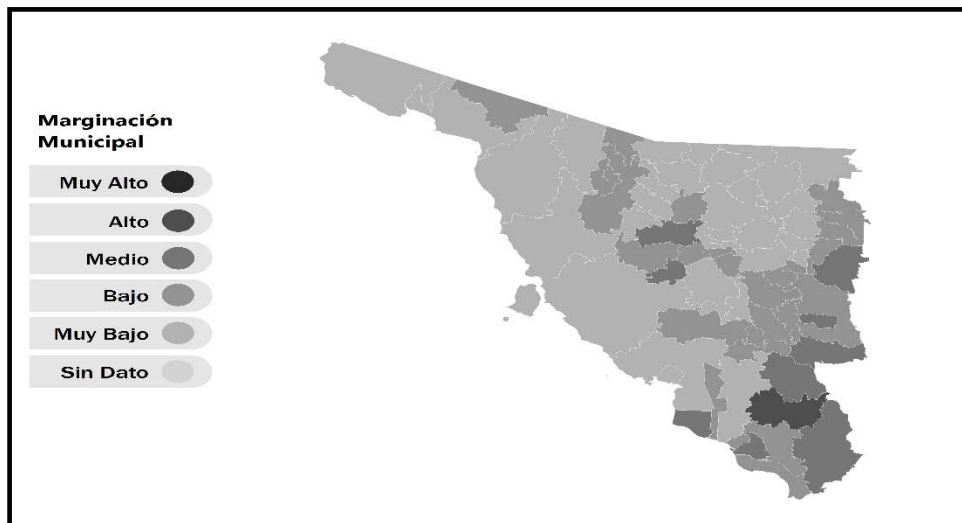 Marginación
Municipal
Muy Alto
Alto
Medio
Bajo
Muy Bajo
Sin Dato